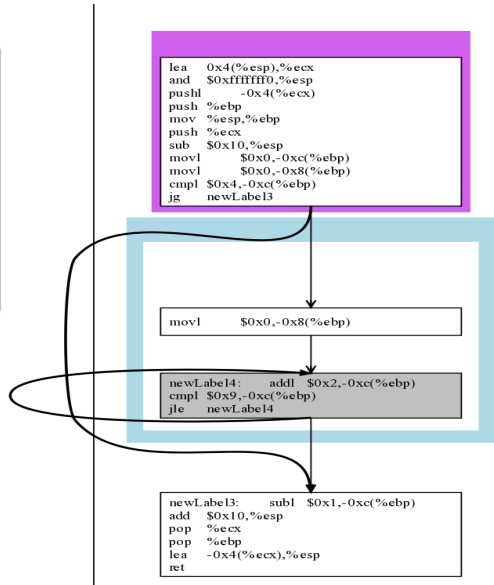 lea 0x4(%esp),%ecx
and $0xfffffff0,%esp
pushl -0x4(%ecx)
push %ebp
mov %esp,%ebp
push %ecx
sub $0x10,%esp
movl $0x0,-0xc(%ebp)
movl $0x0,-0x8(%ebp)
cmpl $0x4,-0xc(%ebp)
jg newLabel3
movl $0x0,-0x8(%ebp)
newLabel4: addl $0x2,-0xc(%ebp)
cmpl $0x9,-0xc(%ebp)
jle newLabel4
newLabel3: subl $0x1,-0xc(%ebp)
add $0x10,%esp
pop %ecx
pop %ebp
lea -0x4(%ecx),%esp
ret